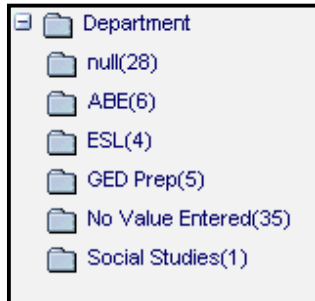 Department
null(28)
ABE(6)
ESL(4)
GED Prep(5)
No Value Entered(35)
Social Studies(1)